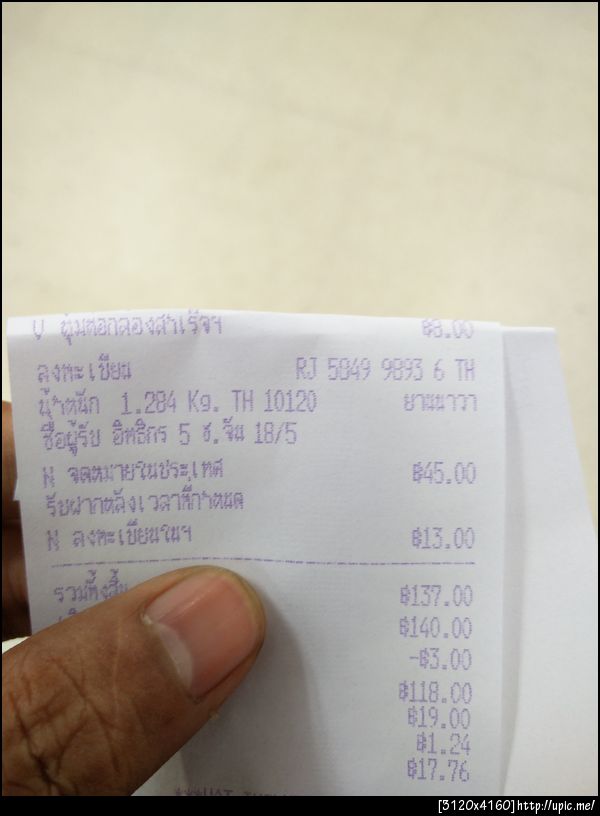 ฿8.00
ลงทะเบียน RJ 5849 9893 6 TH
น้ำหนัก 1.284 Kg. TH 10120 ยานนาวา
ชื่อผู้รับ อิทธิกร 5 ซ.จัน 18/5
N จดหมายในประเทศ ฿45.00
รับฝากหลังเวลาที่กำหนด
N ลงทะเบียนในฯ ฿13.00
รวมทั้งสิ้น ฿137.00
฿140.00
-฿3.00
฿118.00
฿19.00
฿1.24
฿17.76
[3120x4160]http://upic.me/